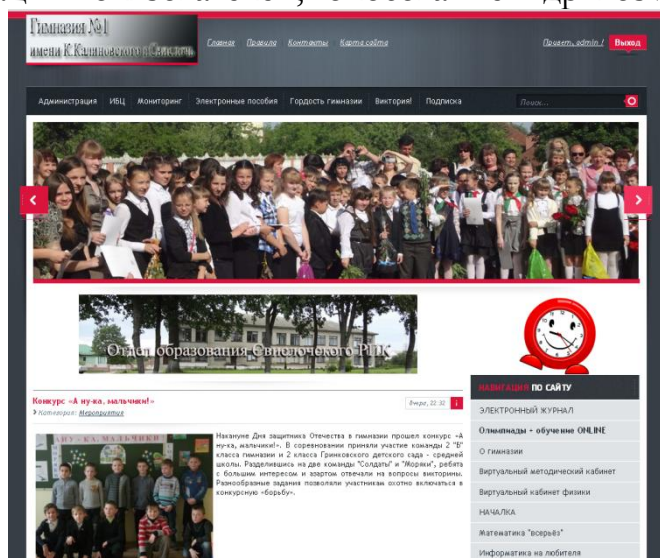 Гимназия №1
имени К.Калиновского г.Свислочь
Главная Правила Контакты Карта сайта
Привет, admin ! Выход
Администрация ИБЦ Мониторинг Электронные пособия Гордость гимназии Виктория! Подписка Поиск...
Отдел образования Свислочского РИК
Конкурс «А ну-ка, мальчики!»
Вчера, 22:32
Категория: Мероприятия
А НУ - КА, МАЛЬЧИКИ !
Накануне Дня защитника Отечества в гимназии прошел конкурс «А
ну-ка, мальчики!». В соревновании приняли участие команды 2 "В"
класса гимназии и 2 класса Гринковского детского сада - средней
школы. Разделившись на две команды "Солдаты" и "Моряки", ребята
с большим интересом и азартом отвечали на вопросы викторины.
Разнообразные задания позволяли участникам охотно включаться в
конкурсную «борьбу».
НАВИГАЦИЯ ПО САЙТУ
ЭЛЕКТРОННЫЙ ЖУРНАЛ
Олимпиады + обучение ONLINE
О гимназии
Виртуальный методический кабинет
Виртуальный кабинет физики
НАЧАЛКА
Математика "всерьёз"
Информатика на любителя